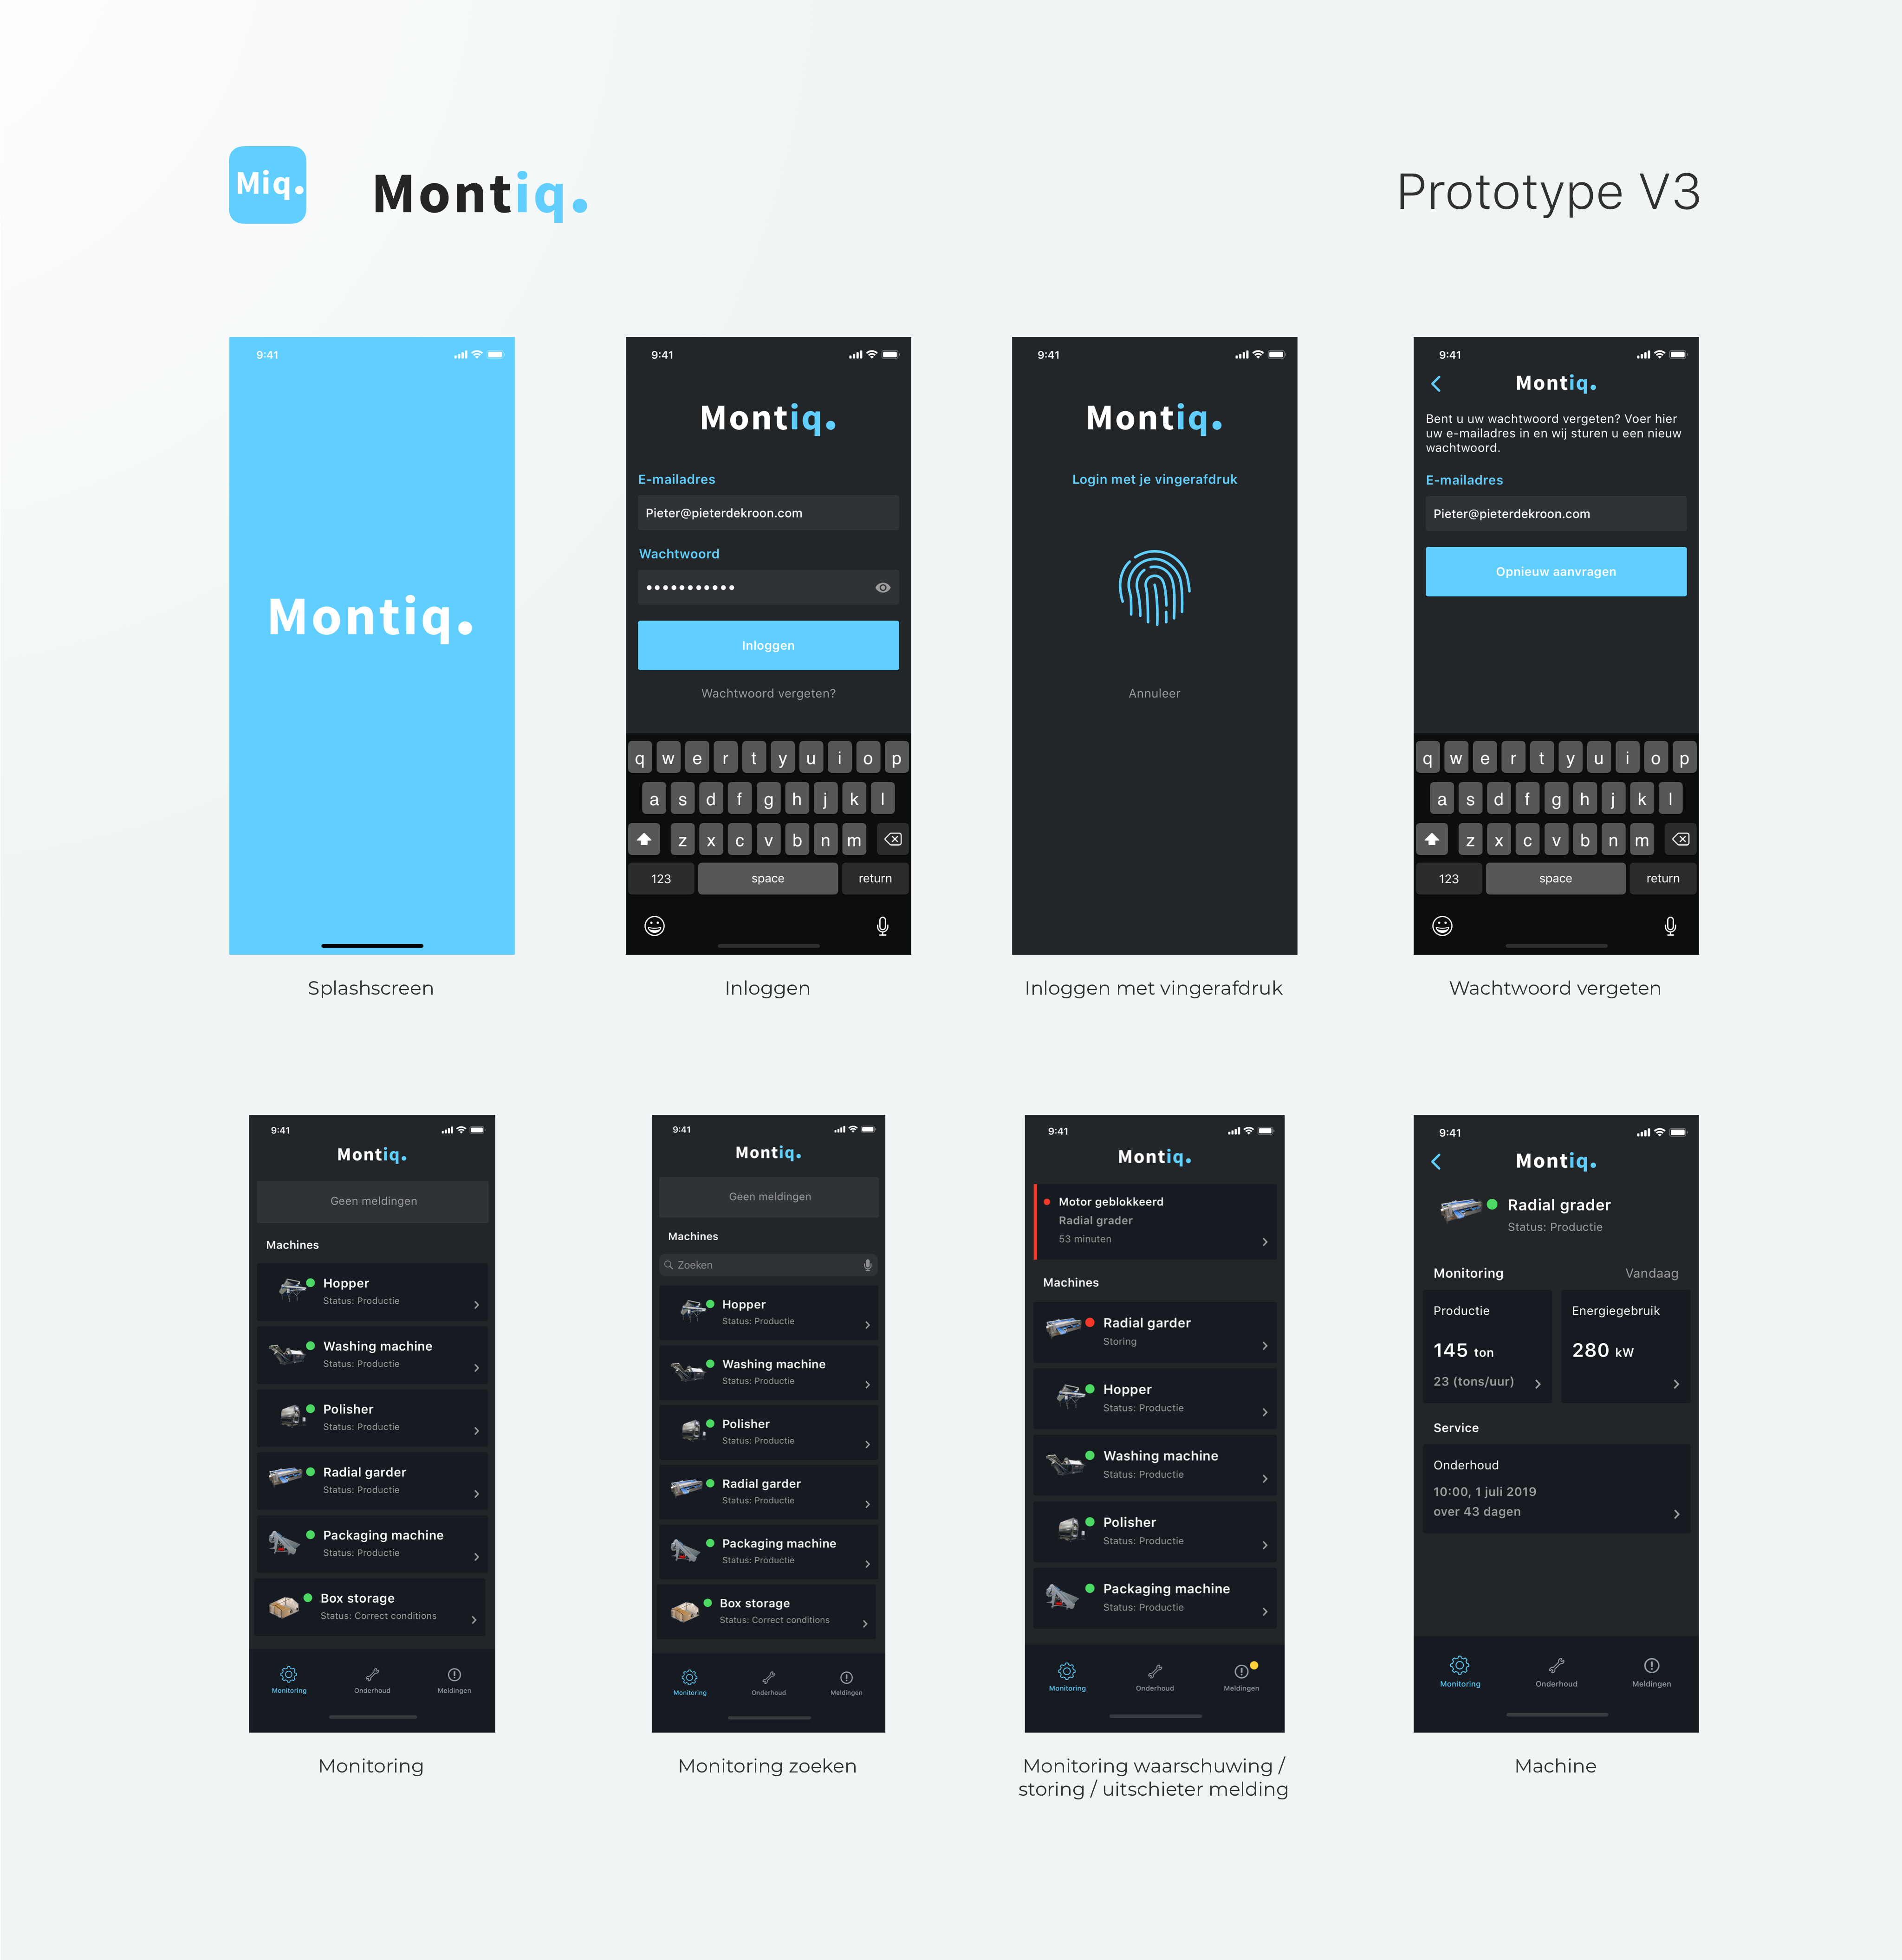 Miq.
Montiq.
Prototype V3
9:41
Montiq.
Splashscreen
9:41
Montiq.
E-mailadres
Pieter@pieterdekroon.com
Wachtwoord
•••••••••••
Inloggen
Wachtwoord vergeten?
q w e r t y u i o p
a s d f g h j k l
z x c v b n m
123 space return
Inloggen
9:41
Montiq.
Login met je vingerafdruk
Annuleer
Inloggen met vingerafdruk
9:41
Montiq.
Bent u uw wachtwoord vergeten? Voer hier
uw e-mailadres in en wij sturen u een nieuw
wachtwoord.
E-mailadres
Pieter@pieterdekroon.com
Opnieuw aanvragen
q w e r t y u i o p
a s d f g h j k l
z x c v b n m
123 space return
Wachtwoord vergeten
9:41
Montiq.
Geen meldingen
Machines
Hopper
Status: Productie
Washing machine
Status: Productie
Polisher
Status: Productie
Radial garder
Status: Productie
Packaging machine
Status: Productie
Box storage
Status: Correct conditions
Monitoring Onderhoud Meldingen
Monitoring
9:41
Montiq.
Geen meldingen
Machines
Zoeken
Hopper
Status: Productie
Washing machine
Status: Productie
Polisher
Status: Productie
Radial garder
Status: Productie
Packaging machine
Status: Productie
Box storage
Status: Correct conditions
Monitoring Onderhoud Meldingen
Monitoring zoeken
9:41
Montiq.
Motor geblokkeerd
Radial grader
53 minuten
Machines
Radial garder
Storing
Hopper
Status: Productie
Washing machine
Status: Productie
Polisher
Status: Productie
Packaging machine
Status: Productie
Monitoring Onderhoud Meldingen
Monitoring waarschuwing /
storing / uitschieter melding
9:41
Montiq.
Radial grader
Status: Productie
Monitoring Vandaag
Productie
145 ton
23 (tons/uur)
Energiegebruik
280 kW
Service
Onderhoud
10:00, 1 juli 2019
over 43 dagen
Monitoring Onderhoud Meldingen
Machine